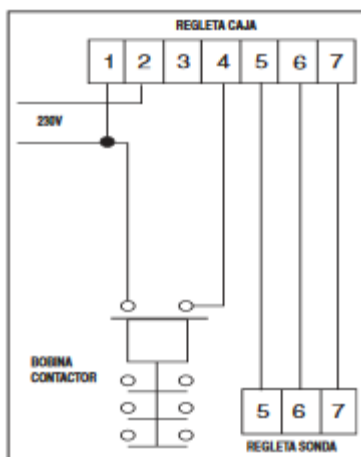 REGLETA CAJA
1 2 3 4 5 6 7
230V
BOBINA
CONTACTOR
5 6 7
REGLETA SONDA